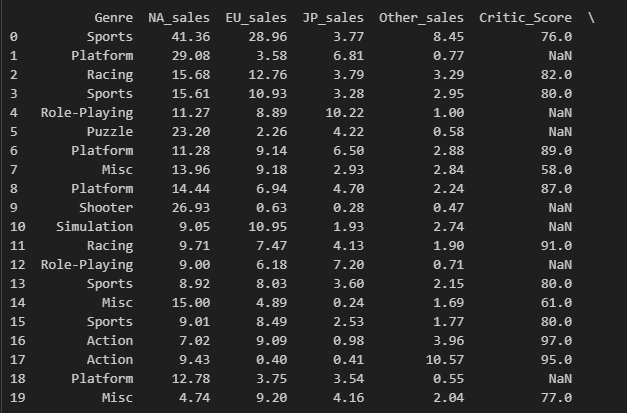 Genre NA_sales EU_sales JP_sales Other_sales Critic_Score \
0 Sports 41.36 28.96 3.77 8.45 76.0
1 Platform 29.08 3.58 6.81 0.77 NaN
2 Racing 15.68 12.76 3.79 3.29 82.0
3 Sports 15.61 10.93 3.28 2.95 80.0
4 Role-Playing 11.27 8.89 10.22 1.00 NaN
5 Puzzle 23.20 2.26 4.22 0.58 NaN
6 Platform 11.28 9.14 6.50 2.88 89.0
7 Misc 13.96 9.18 2.93 2.84 58.0
8 Platform 14.44 6.94 4.70 2.24 87.0
9 Shooter 26.93 0.63 0.28 0.47 NaN
10 Simulation 9.05 10.95 1.93 2.74 NaN
11 Racing 9.71 7.47 4.13 1.90 91.0
12 Role-Playing 9.00 6.18 7.20 0.71 NaN
13 Sports 8.92 8.03 3.60 2.15 80.0
14 Misc 15.00 4.89 0.24 1.69 61.0
15 Sports 9.01 8.49 2.53 1.77 80.0
16 Action 7.02 9.09 0.98 3.96 97.0
17 Action 9.43 0.40 0.41 10.57 95.0
18 Platform 12.78 3.75 3.54 0.55 NaN
19 Misc 4.74 9.20 4.16 2.04 77.0